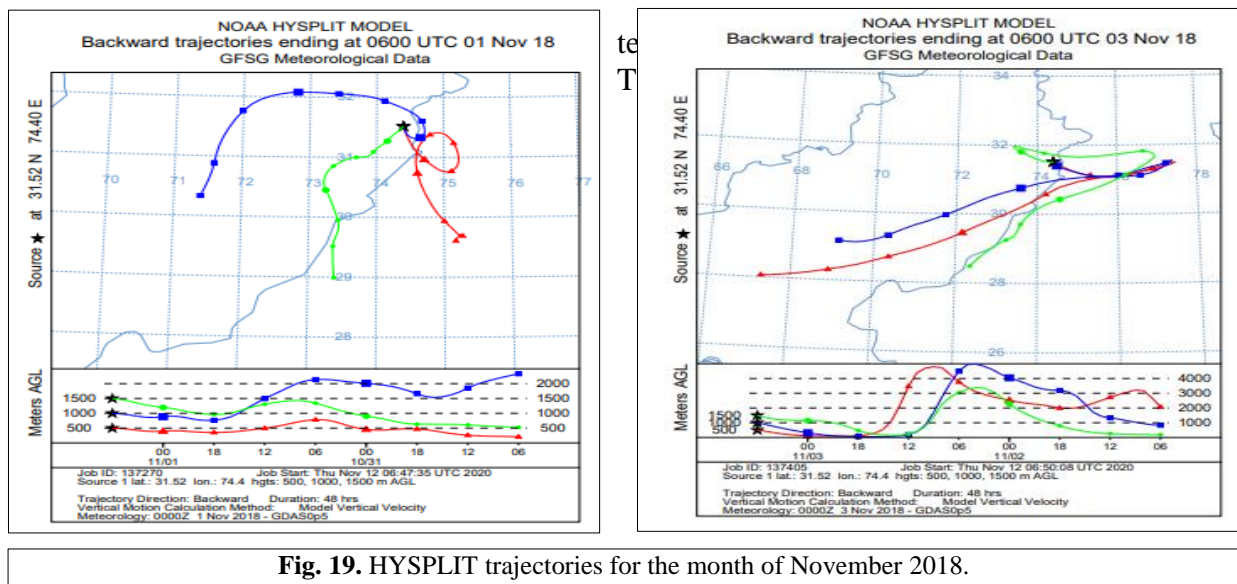 NOAA HYSPLIT MODEL
Backward trajectories ending at 0600 UTC 01 Nov 18
GFSG Meteorological Data
Source ★ at 31.52 N 74.40 E
32
31
30
29
28
70
71
72
73
74
75
76
77
Meters AGL
1500
1000
500
2000
1500
1000
500
00 18 12 06 00 18 12 06
11/01 10/31
Job ID: 137270 Job Start: Thu Nov 12 06:47:35 UTC 2020
Source 1 lat.: 31.52 lon.: 74.4 hgts: 500, 1000, 1500 m AGL
Trajectory Direction: Backward Duration: 48 hrs
Vertical Motion Calculation Method: Model Vertical Velocity
Meteorology: 0000Z 1 Nov 2018 - GDAS0p5
te
T
NOAA HYSPLIT MODEL
Backward trajectories ending at 0600 UTC 03 Nov 18
GFSG Meteorological Data
Source ★ at 31.52 N 74.40 E
34
32
30
28
26
66
68
70
72
74
76
78
Meters AGL
1500
1000
500
4000
3000
2000
1000
00 18 12 06 00 18 12 06
11/03 11/02
Job ID: 137405 Job Start: Thu Nov 12 06:50:08 UTC 2020
Source 1 lat.: 31.52 lon.: 74.4 hgts: 500, 1000, 1500 m AGL
Trajectory Direction: Backward Duration: 48 hrs
Vertical Motion Calculation Method: Model Vertical Velocity
Meteorology: 0000Z 3 Nov 2018 - GDAS0p5
Fig. 19. HYSPLIT trajectories for the month of November 2018.